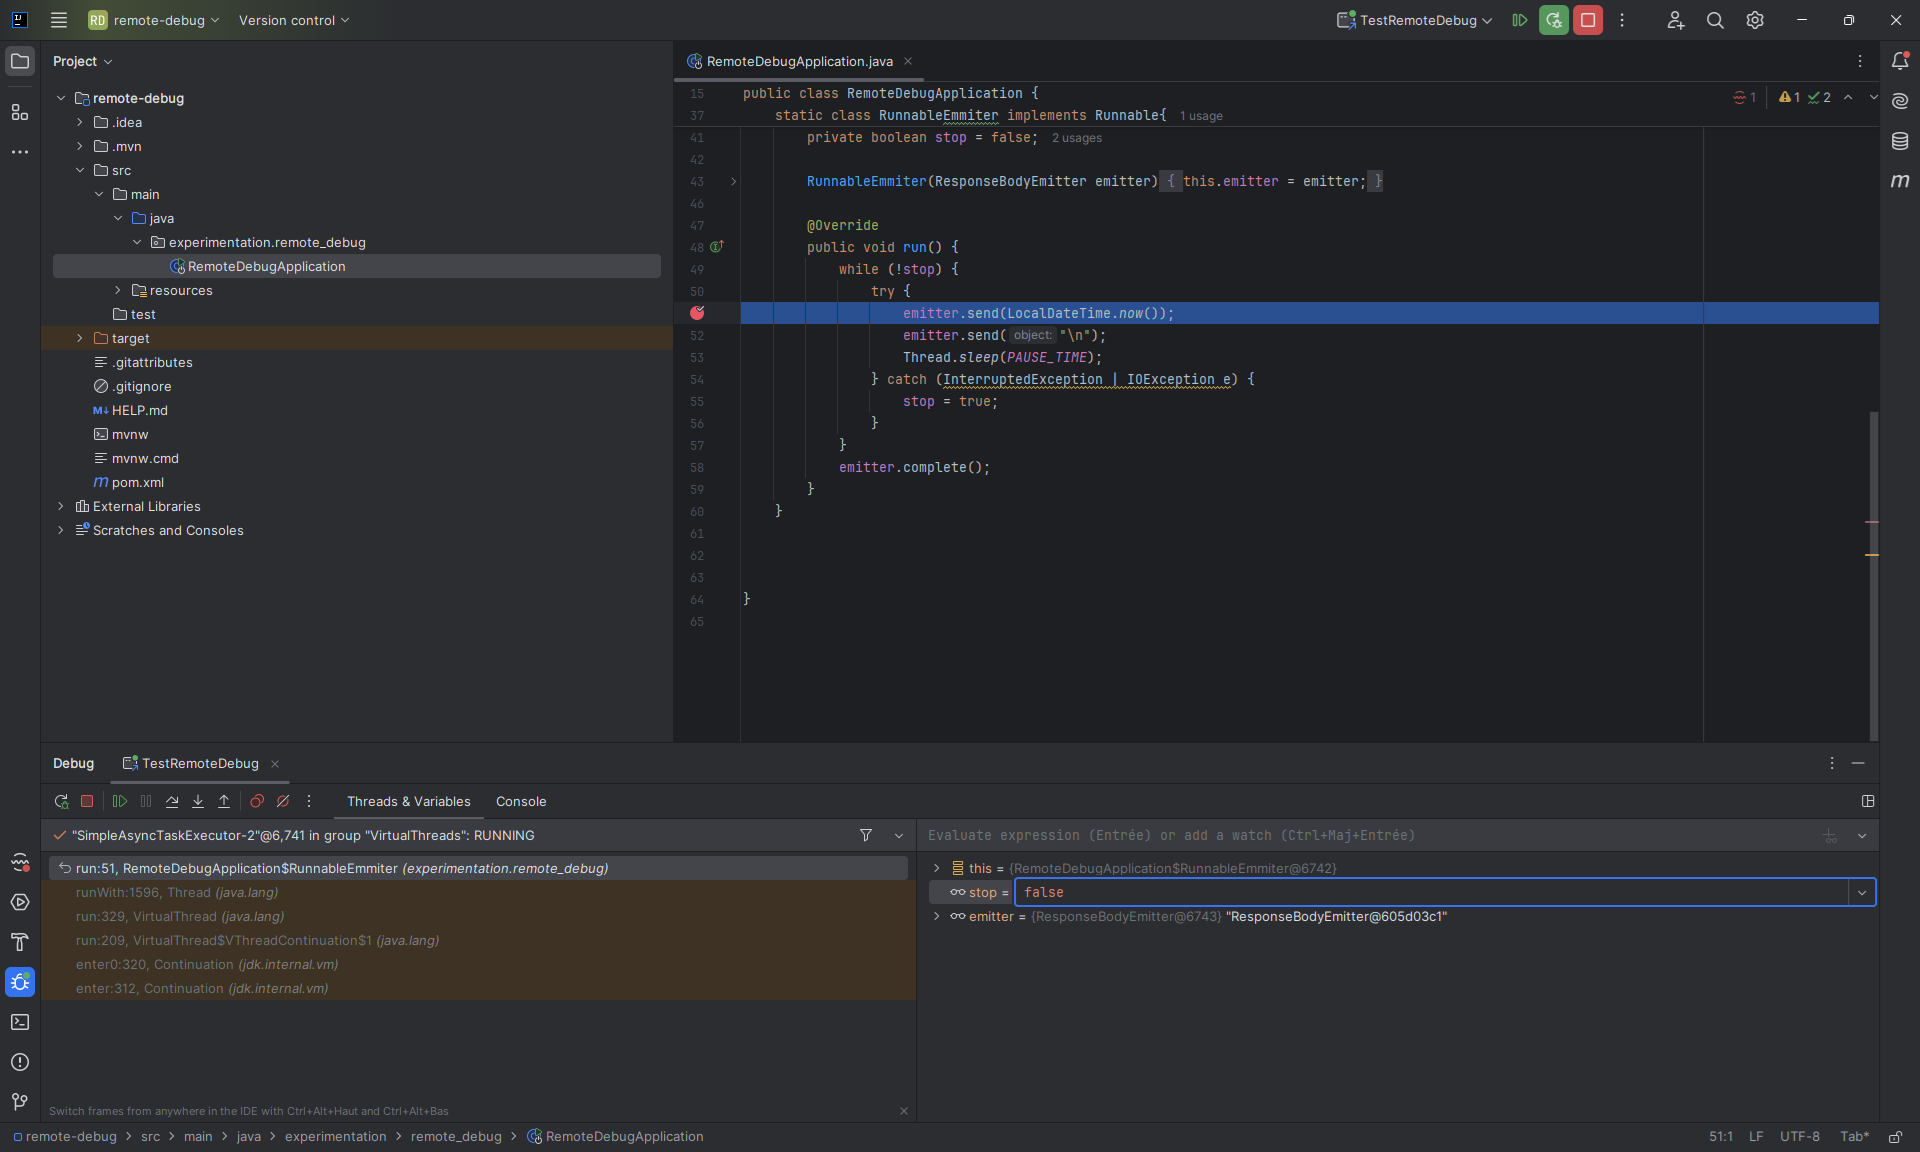 RD remote-debug Version control TestRemoteDebug
Project
remote-debug
.idea
.mvn
src
main
java
experimentation.remote_debug
RemoteDebugApplication
resources
test
target
.gitattributes
.gitignore
M↓ HELP.md
mvnw
mvnw.cmd
m pom.xml
External Libraries
Scratches and Consoles
RemoteDebugApplication.java
15 public class RemoteDebugApplication {
1 1 2
37 static class RunnableEmmiter implements Runnable{ 1 usage
41 private boolean stop = false; 2 usages
42
43 RunnableEmmiter(ResponseBodyEmitter emitter) { this.emitter = emitter; }
46
47 @Override
48 public void run() {
49 while (!stop) {
50 try {
emitter.send(LocalDateTime.now());
52 emitter.send( object: "\n");
53 Thread.sleep(PAUSE_TIME);
54 } catch (InterruptedException | IOException e) {
55 stop = true;
56 }
57 }
58 emitter.complete();
59 }
60 }
61
62
63
64 }
65
m
Debug TestRemoteDebug
Threads & Variables Console
"SimpleAsyncTaskExecutor-2"@6,741 in group "VirtualThreads": RUNNING
run:51, RemoteDebugApplication$RunnableEmmiter (experimentation.remote_debug)
runWith:1596, Thread (java.lang)
run:329, VirtualThread (java.lang)
run:209, VirtualThread$VThreadContinuation$1 (java.lang)
enter0:320, Continuation (jdk.internal.vm)
enter:312, Continuation (jdk.internal.vm)
Switch frames from anywhere in the IDE with Ctrl+Alt+Haut and Ctrl+Alt+Bas
Evaluate expression (Entrée) or add a watch (Ctrl+Maj+Entrée)
this = {RemoteDebugApplication$RunnableEmmiter@6742}
stop = false
emitter = {ResponseBodyEmitter@6743} "ResponseBodyEmitter@605d03c1"
remote-debug > src > main > java > experimentation > remote_debug > RemoteDebugApplication
51:1 LF UTF-8 Tab*